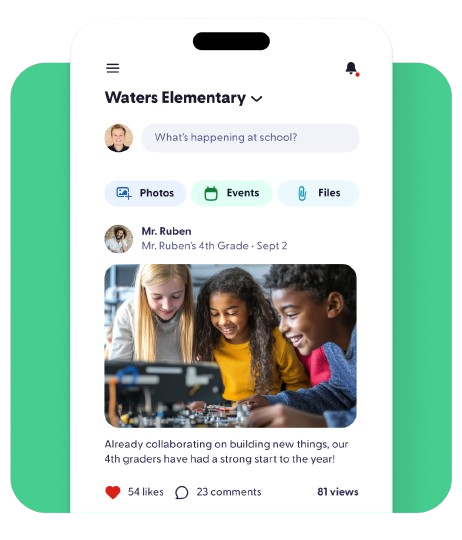 Waters Elementary
What's happening at school?
Photos Events Files
Mr. Ruben
Mr. Ruben's 4th Grade · Sept 2
Already collaborating on building new things, our
4th graders have had a strong start to the year!
54 likes 23 comments 81 views